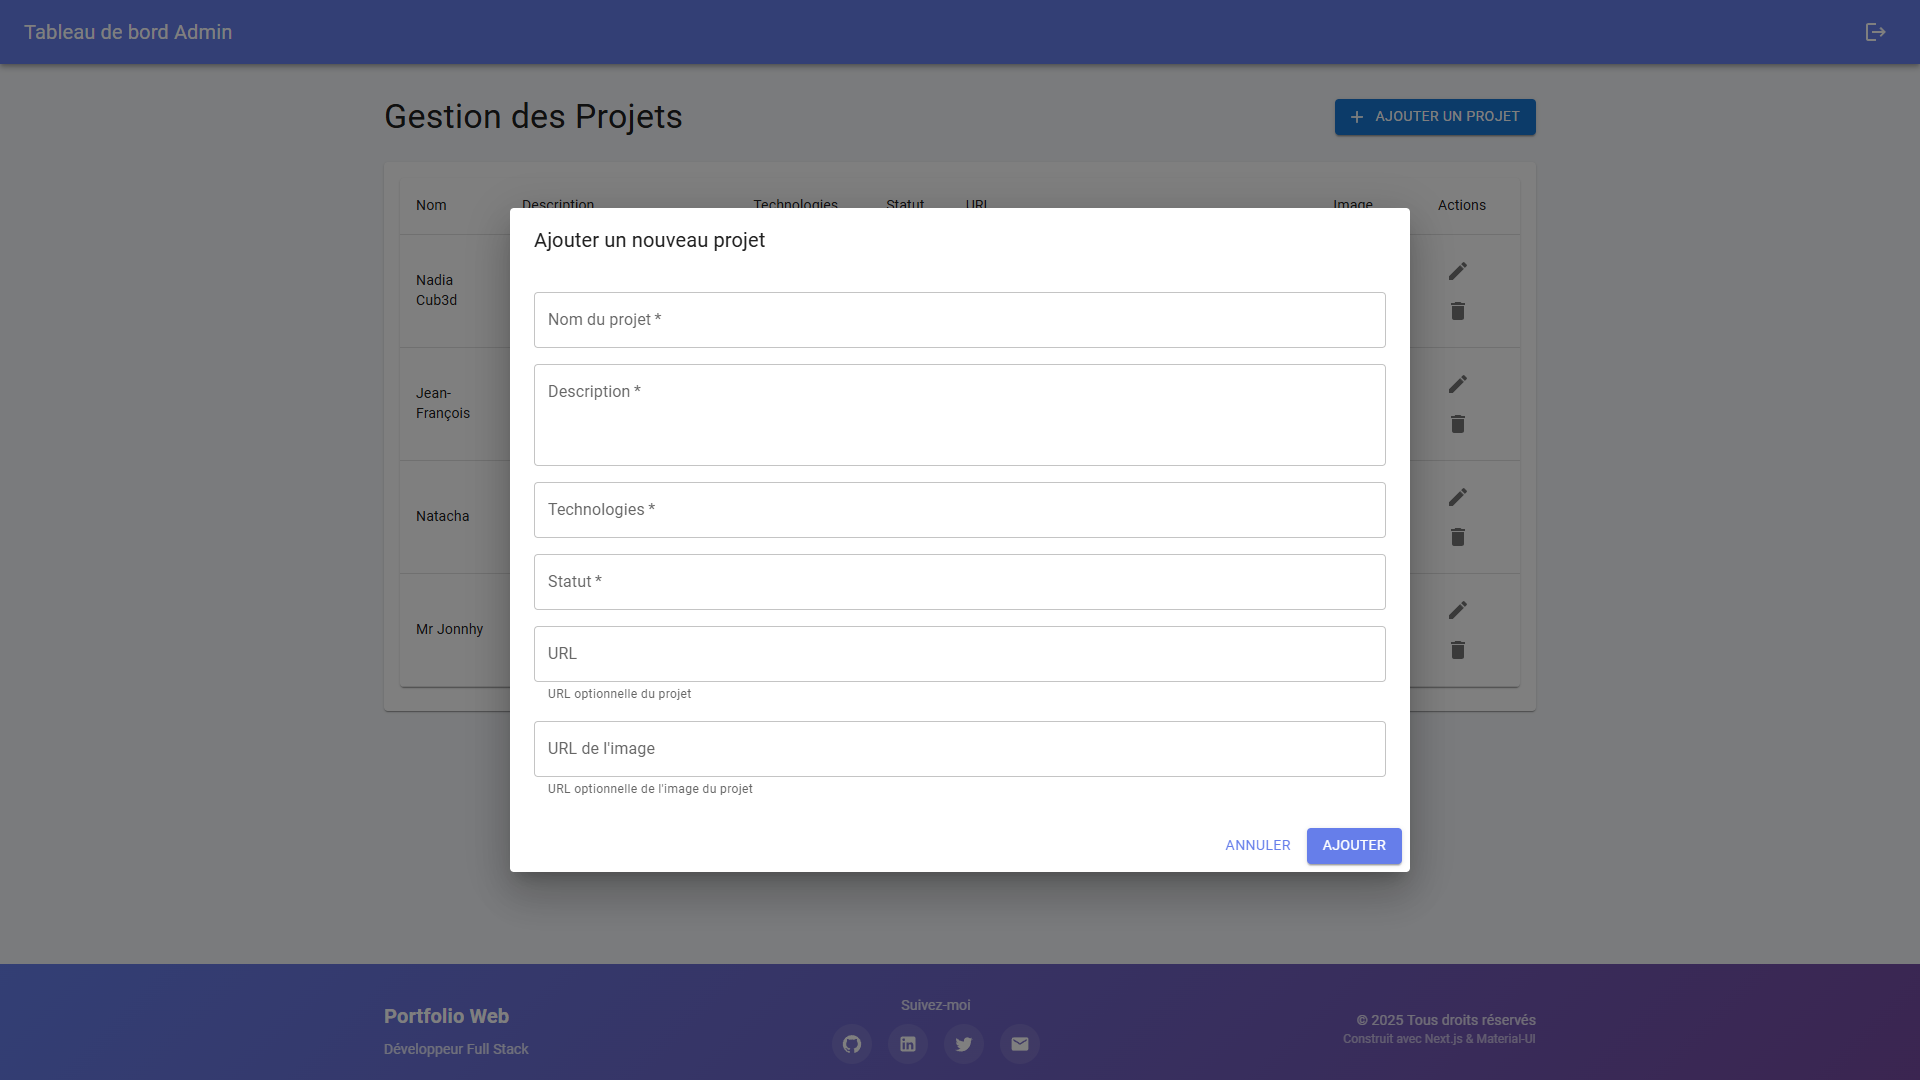 Tableau de bord Admin
Gestion des Projets
AJOUTER UN PROJET
Nom Description Technologies Statut URL Image Actions
Nadia
Cub3d
Jean-
François
Natacha
Mr Jonnhy
Ajouter un nouveau projet
Nom du projet *
Description *
Technologies *
Statut *
URL
URL optionnelle du projet
URL de l'image
URL optionnelle de l'image du projet
ANNULER AJOUTER
Portfolio Web
Développeur Full Stack
Suivez-moi
© 2025 Tous droits réservés
Construit avec Next.js & Material-UI